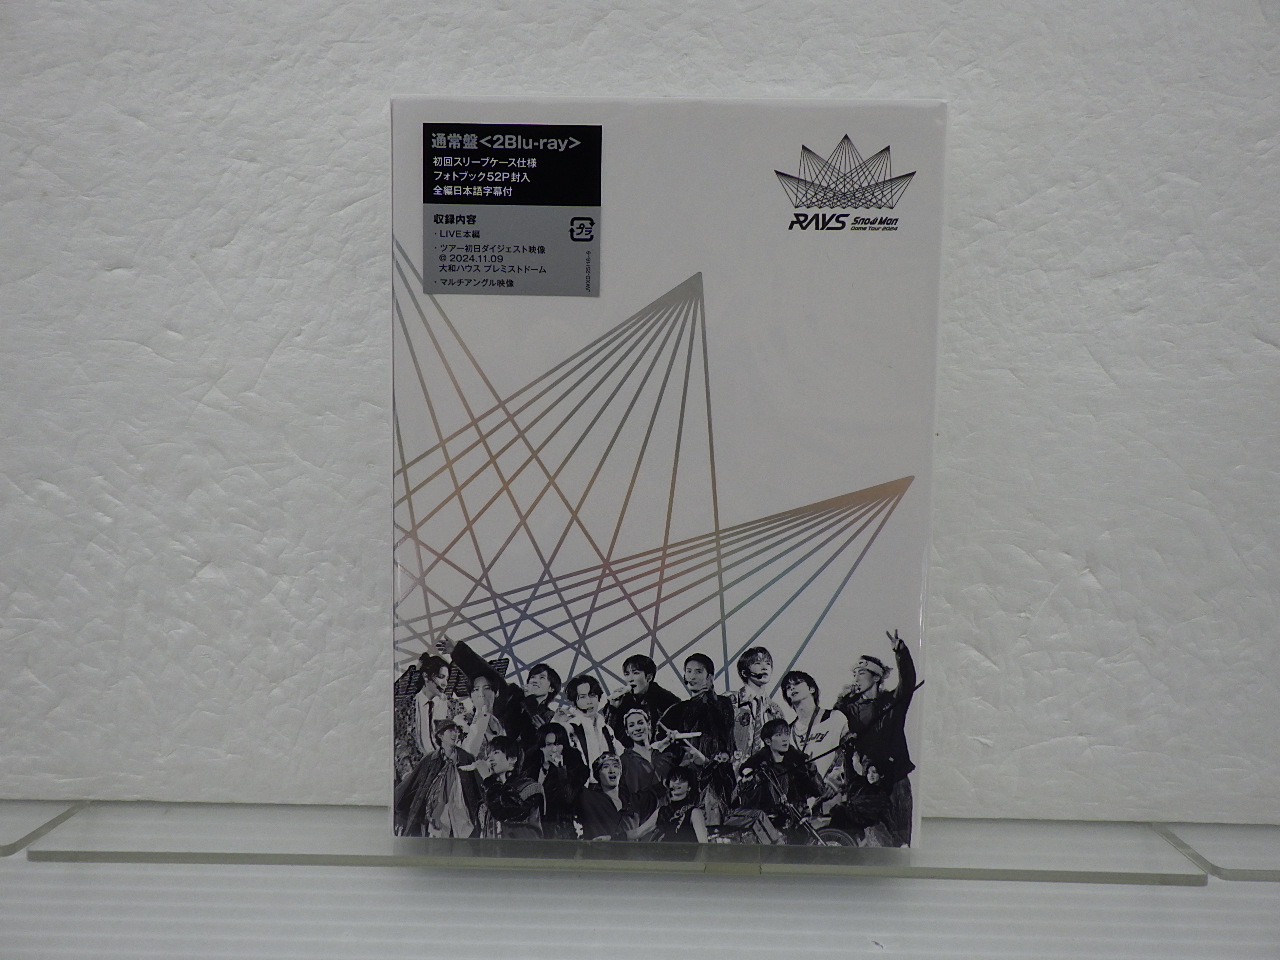 通常盤<2Blu-ray>
初回スリーブケース仕様
フォトブック52P封入
全編日本語字幕付
収録内容
・LIVE本編
・ツアー初日ダイジェスト映像
@ 2024.11.09
大和ハウス プレミストドーム
・マルチアングル映像
プラ
RAYS Snow Man
Dome Tour 2024